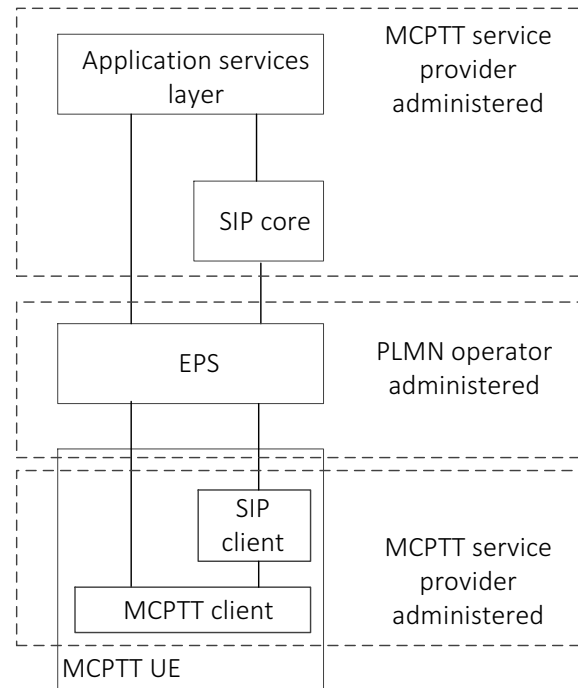 Application services
layer
MCPTT service
provider
administered
SIP core
EPS
PLMN operator
administered
SIP
client
MCPTT service
provider
administered
MCPTT client
MCPTT UE